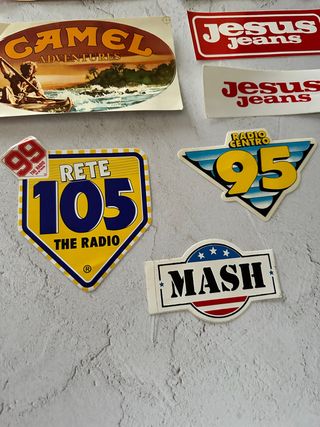 CAMEL
ADVENTURES
Jesus
jeans
Jesus
jeans
99
RETE
105
THE RADIO
®
RADIO
CENTRO
95
MASH